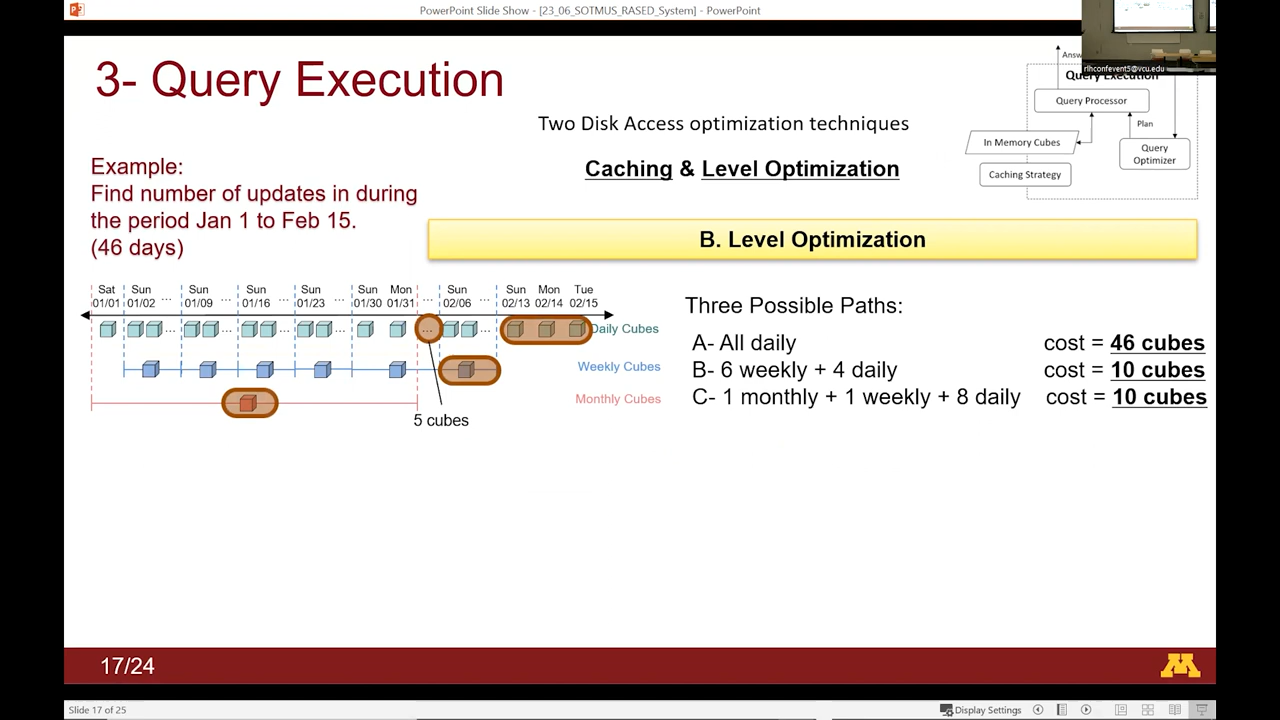 PowerPoint Slide Show - [23_06_SOTMUS_RASED_System] - PowerPoint
3- Query Execution
Two Disk Access optimization techniques
Caching & Level Optimization
rlhconfevent5@vcu.edu
Query Execution
Query Processor
Plan
In Memory Cubes
Query
Optimizer
Caching Strategy
Example:
Find number of updates in during
the period Jan 1 to Feb 15.
(46 days)
B. Level Optimization
Sat Sun Sun Sun Sun Sun Mon Sun Sun Mon Tue
01/01 01/02 ... 01/09 ... 01/16 ... 01/23 ... 01/30 01/31 ... 02/06 ... 02/13 02/14 02/15
... ... ... ... ... ... Daily Cubes
Weekly Cubes
Monthly Cubes
5 cubes
Three Possible Paths:
A- All daily cost = 46 cubes
B- 6 weekly + 4 daily cost = 10 cubes
C- 1 monthly + 1 weekly + 8 daily cost = 10 cubes
17/24
Slide 17 of 25
Display Settings